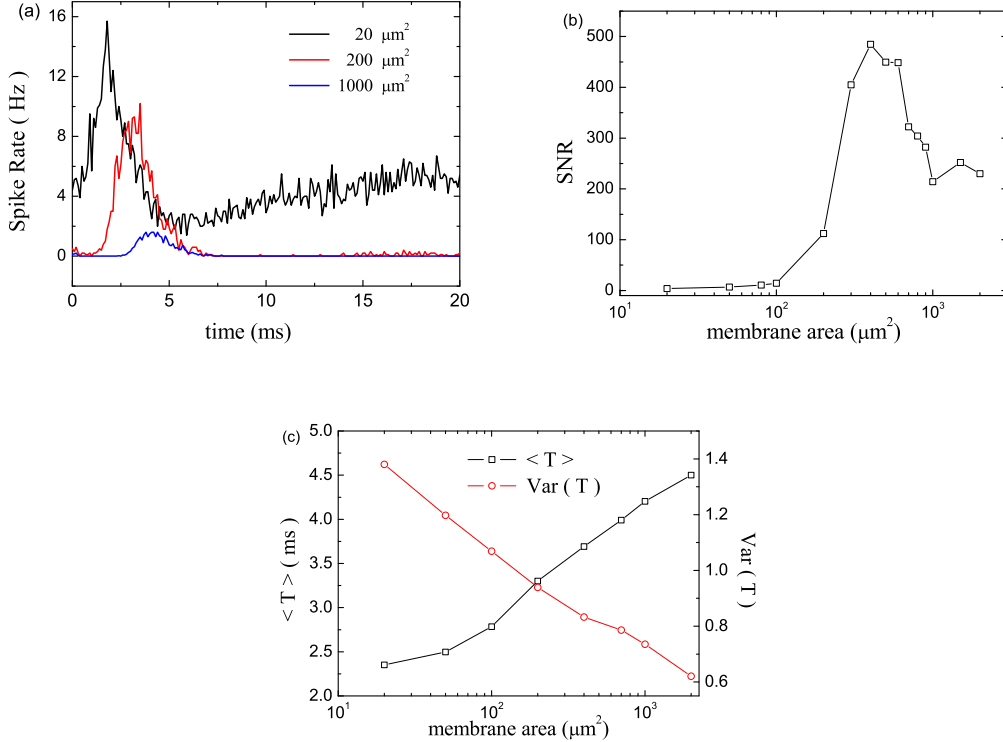 (a)
20 μm²
200 μm²
1000 μm²
Spike Rate ( Hz )
16
12
8
4
0
0 5 10 15 20
time (ms)
(b)
SNR
500
400
300
200
100
0
10¹ 10² 10³
membrane area (μm²)
(c)
< T >
Var ( T )
< T > ( ms )
5.0
4.5
4.0
3.5
3.0
2.5
2.0
1.4
1.2
1.0
0.8
0.6
Var ( T )
10¹ 10² 10³
membrane area (μm²)